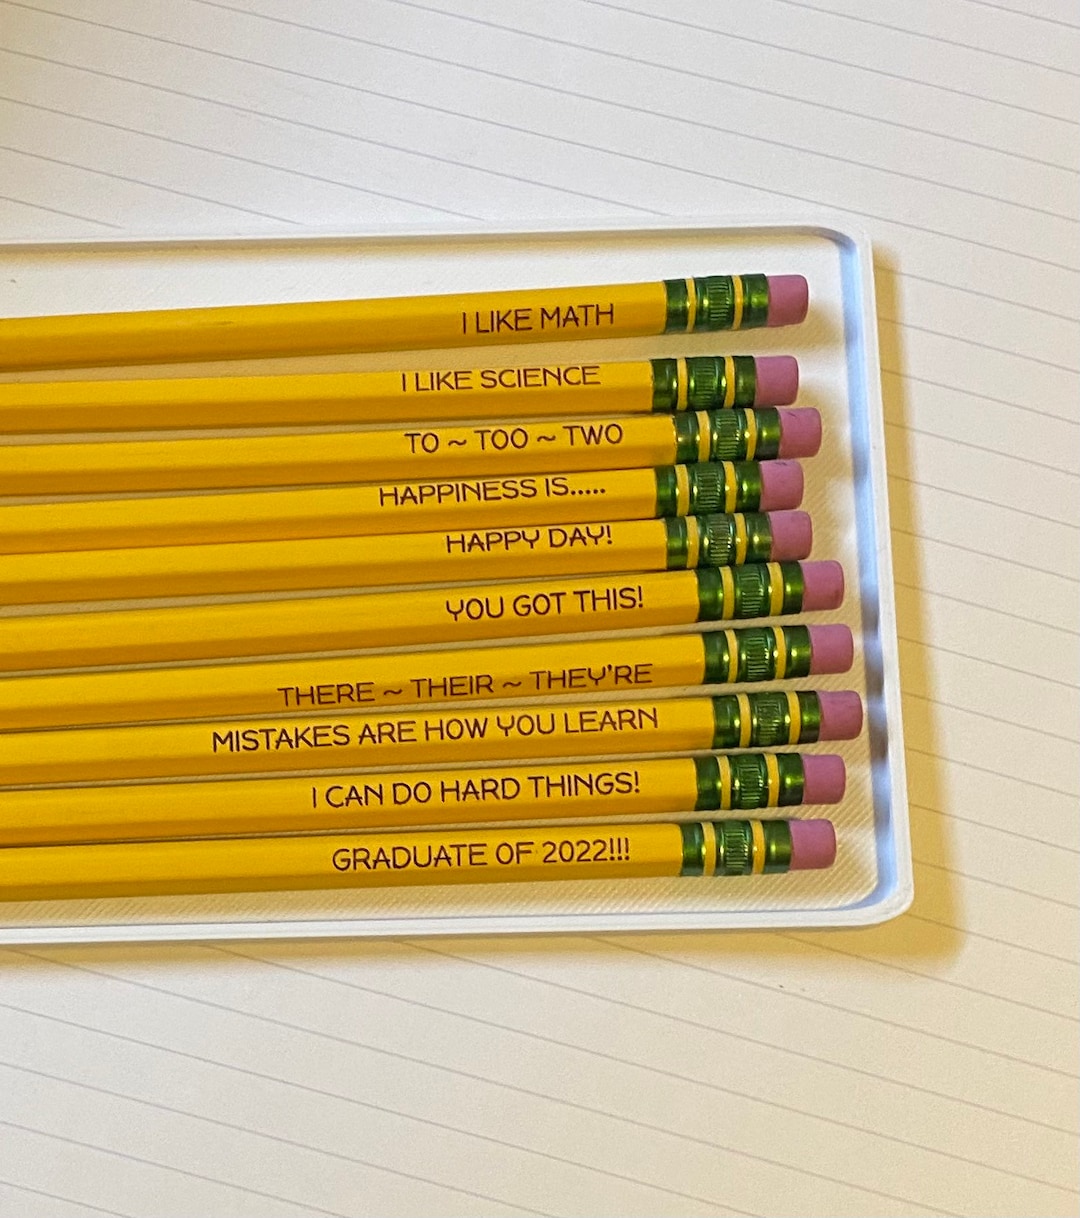 I LIKE MATH
I LIKE SCIENCE
TO ~ TOO ~ TWO
HAPPINESS IS.....
HAPPY DAY!
YOU GOT THIS!
THERE ~ THEIR ~ THEY'RE
MISTAKES ARE HOW YOU LEARN
I CAN DO HARD THINGS!
GRADUATE OF 2022!!!